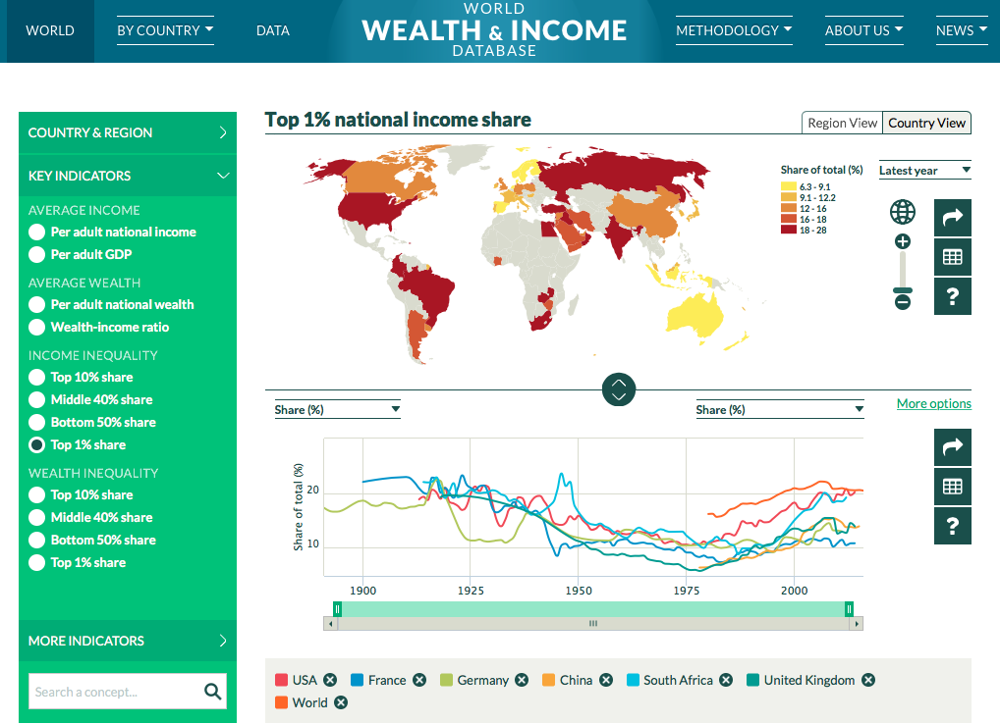 WORLD
BY COUNTRY
DATA
WORLD
WEALTH & INCOME
DATABASE
METHODOLOGY
ABOUT US
NEWS
COUNTRY & REGION
KEY INDICATORS
AVERAGE INCOME
Per adult national income
Per adult GDP
AVERAGE WEALTH
Per adult national wealth
Wealth-income ratio
INCOME INEQUALITY
Top 10% share
Middle 40% share
Bottom 50% share
Top 1% share
WEALTH INEQUALITY
Top 10% share
Middle 40% share
Bottom 50% share
Top 1% share
MORE INDICATORS
Search a concept...
Top 1% national income share
Region View
Country View
Share of total (%)
6.3 - 9.1
9.1 - 12.2
12 - 16
16 - 18
18 - 28
Latest year
?
Share (%)
Share (%)
More options
Share of total (%)
20
10
1900
1925
1950
1975
2000
?
USA
France
Germany
China
South Africa
United Kingdom
World